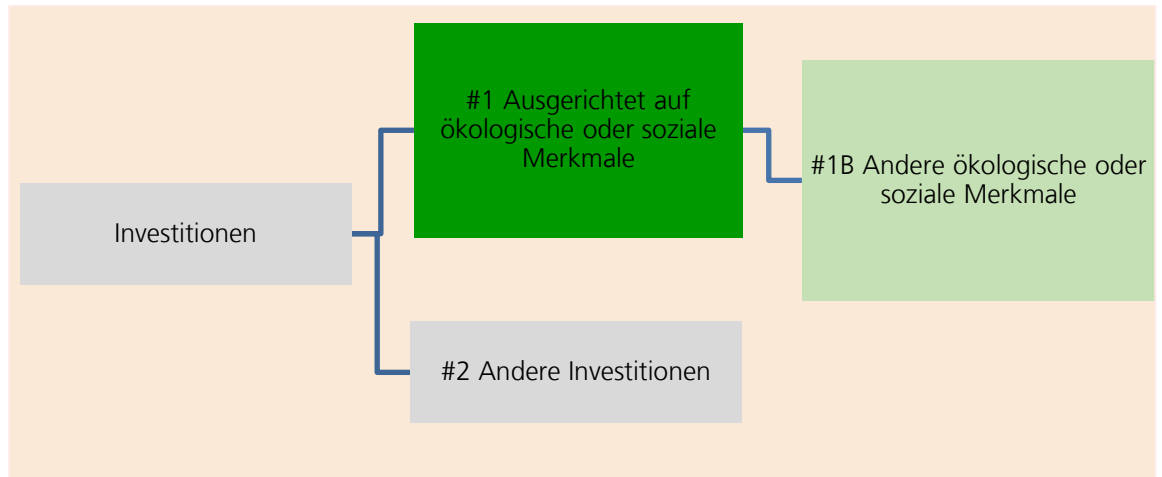 #1 Ausgerichtet auf
ökologische oder soziale
Merkmale
#1B Andere ökologische oder
soziale Merkmale
Investitionen
#2 Andere Investitionen